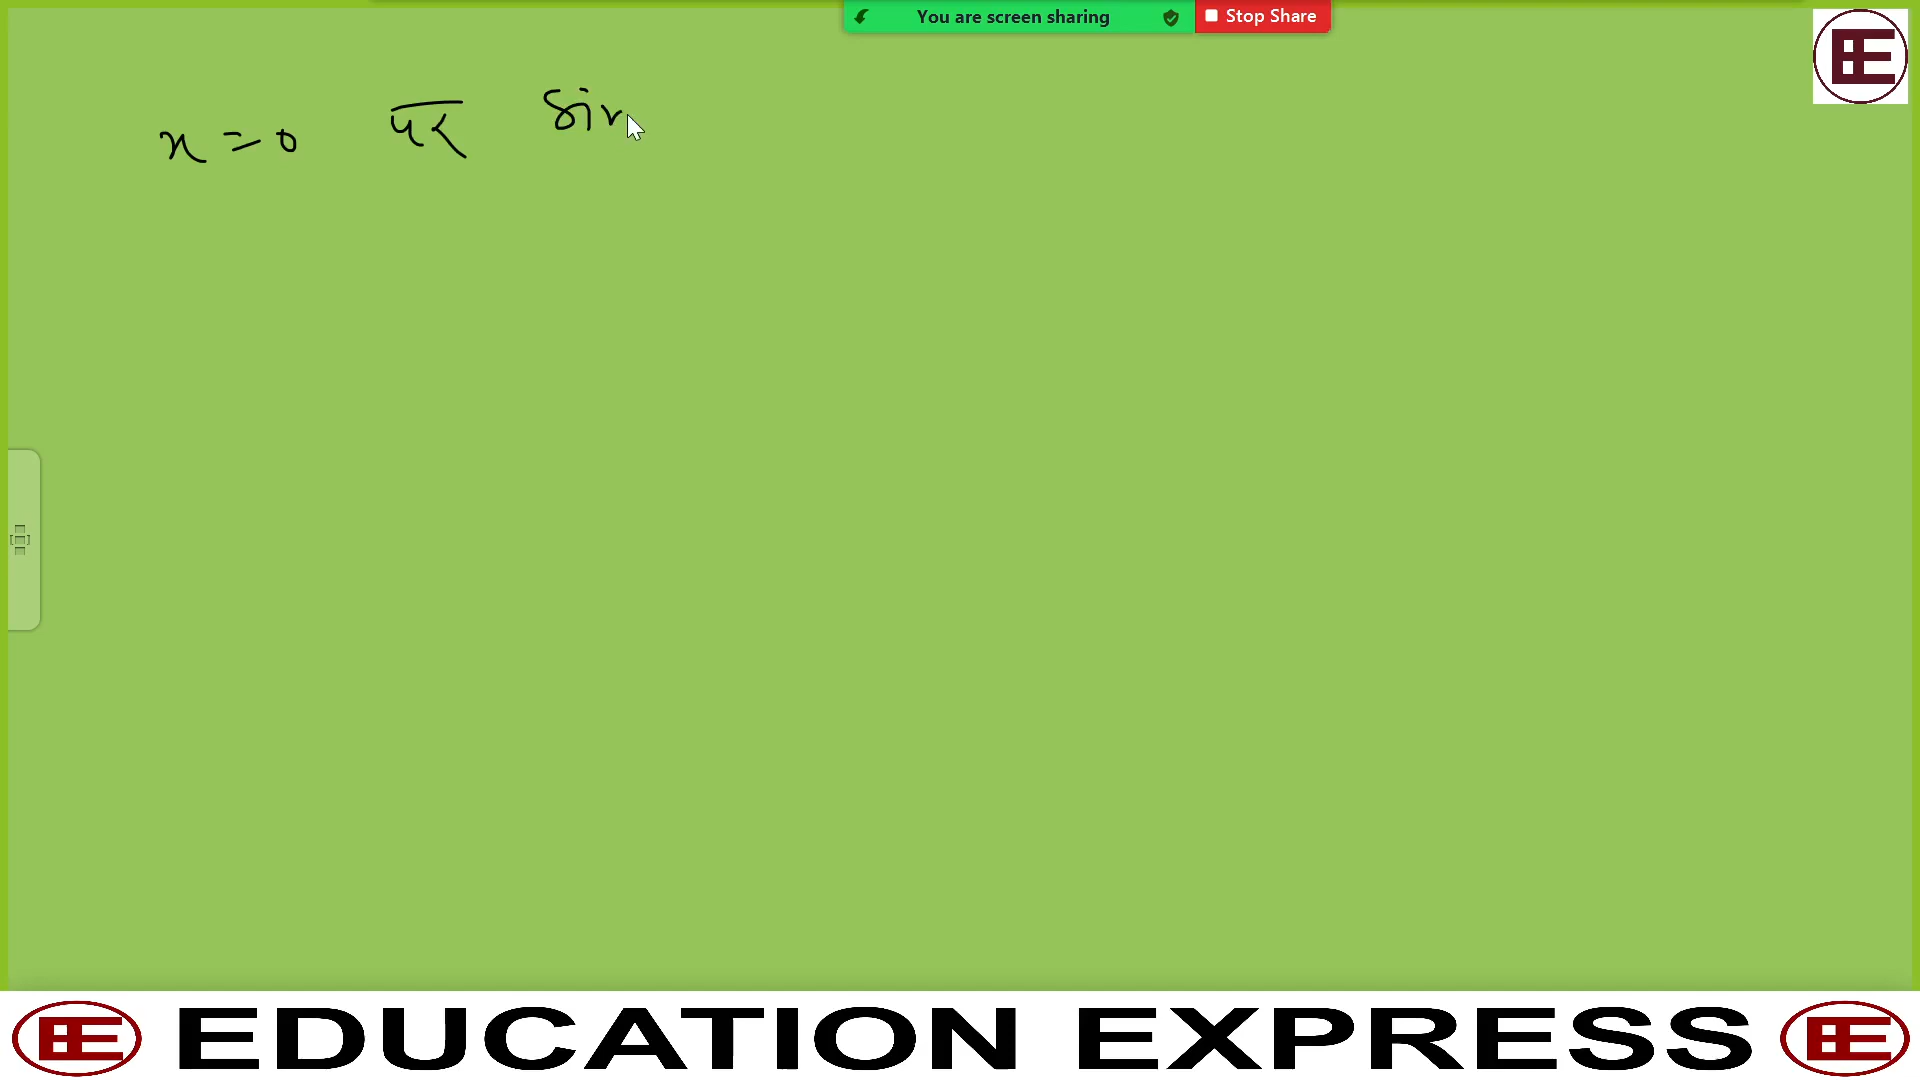 You are screen sharing Stop Share
x = 0 पर sin
EDUCATION EXPRESS